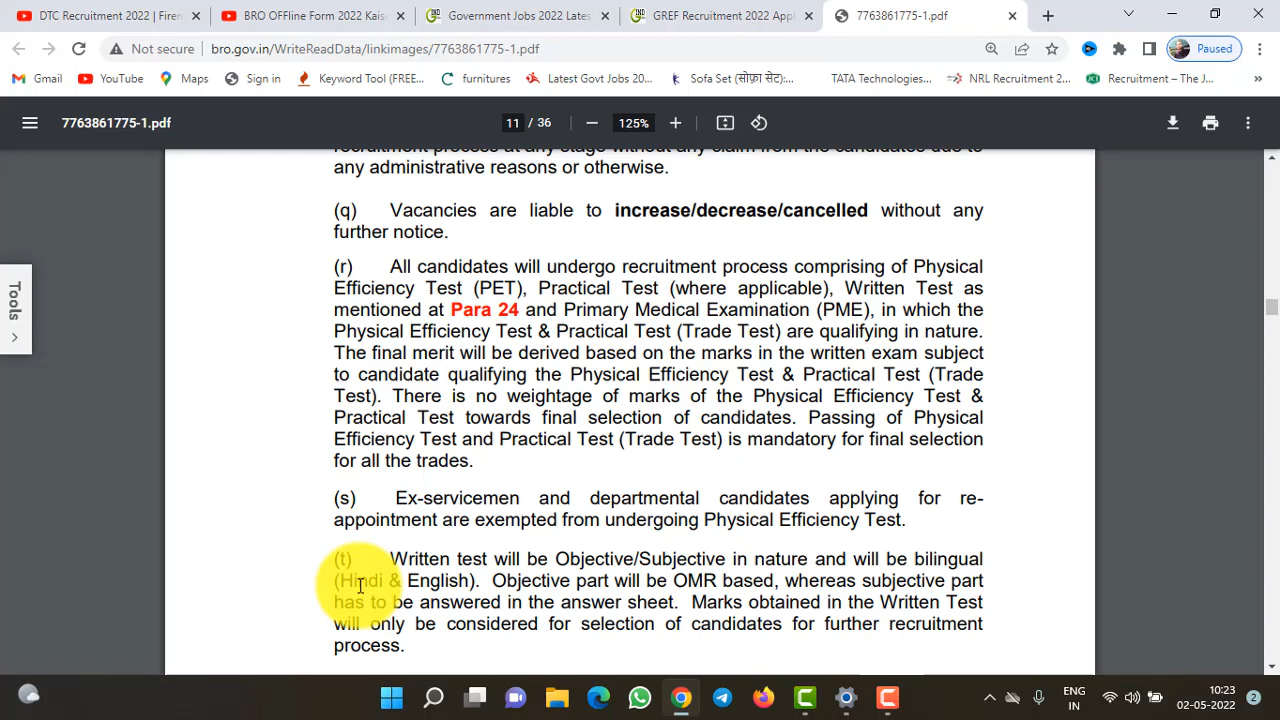 DTC Recruitment 2022 | Firem
BRO OFFline Form 2022 Kaise
Government Jobs 2022 Lates
GREF Recruitment 2022 Appl
7763861775-1.pdf
Not secure | bro.gov.in/WriteReadData/linkimages/7763861775-1.pdf
Paused
Gmail
YouTube
Maps
Sign in
Keyword Tool (FREE...
furnitures
Latest Govt Jobs 20...
Sofa Set (सोफ़ा सेट):...
TATA Technologies...
NRL Recruitment 2...
Recruitment – The J...
7763861775-1.pdf
11 / 36
125%
Tools
recruitment process at any stage without any claim from the candidates due to
any administrative reasons or otherwise.
(q) Vacancies are liable to increase/decrease/cancelled without any
further notice.
(r) All candidates will undergo recruitment process comprising of Physical
Efficiency Test (PET), Practical Test (where applicable), Written Test as
mentioned at Para 24 and Primary Medical Examination (PME), in which the
Physical Efficiency Test & Practical Test (Trade Test) are qualifying in nature.
The final merit will be derived based on the marks in the written exam subject
to candidate qualifying the Physical Efficiency Test & Practical Test (Trade
Test). There is no weightage of marks of the Physical Efficiency Test &
Practical Test towards final selection of candidates. Passing of Physical
Efficiency Test and Practical Test (Trade Test) is mandatory for final selection
for all the trades.
(s) Ex-servicemen and departmental candidates applying for re-
appointment are exempted from undergoing Physical Efficiency Test.
(t) Written test will be Objective/Subjective in nature and will be bilingual
(Hindi & English). Objective part will be OMR based, whereas subjective part
has to be answered in the answer sheet. Marks obtained in the Written Test
will only be considered for selection of candidates for further recruitment
process.
ENG
IN
10:23
02-05-2022
2